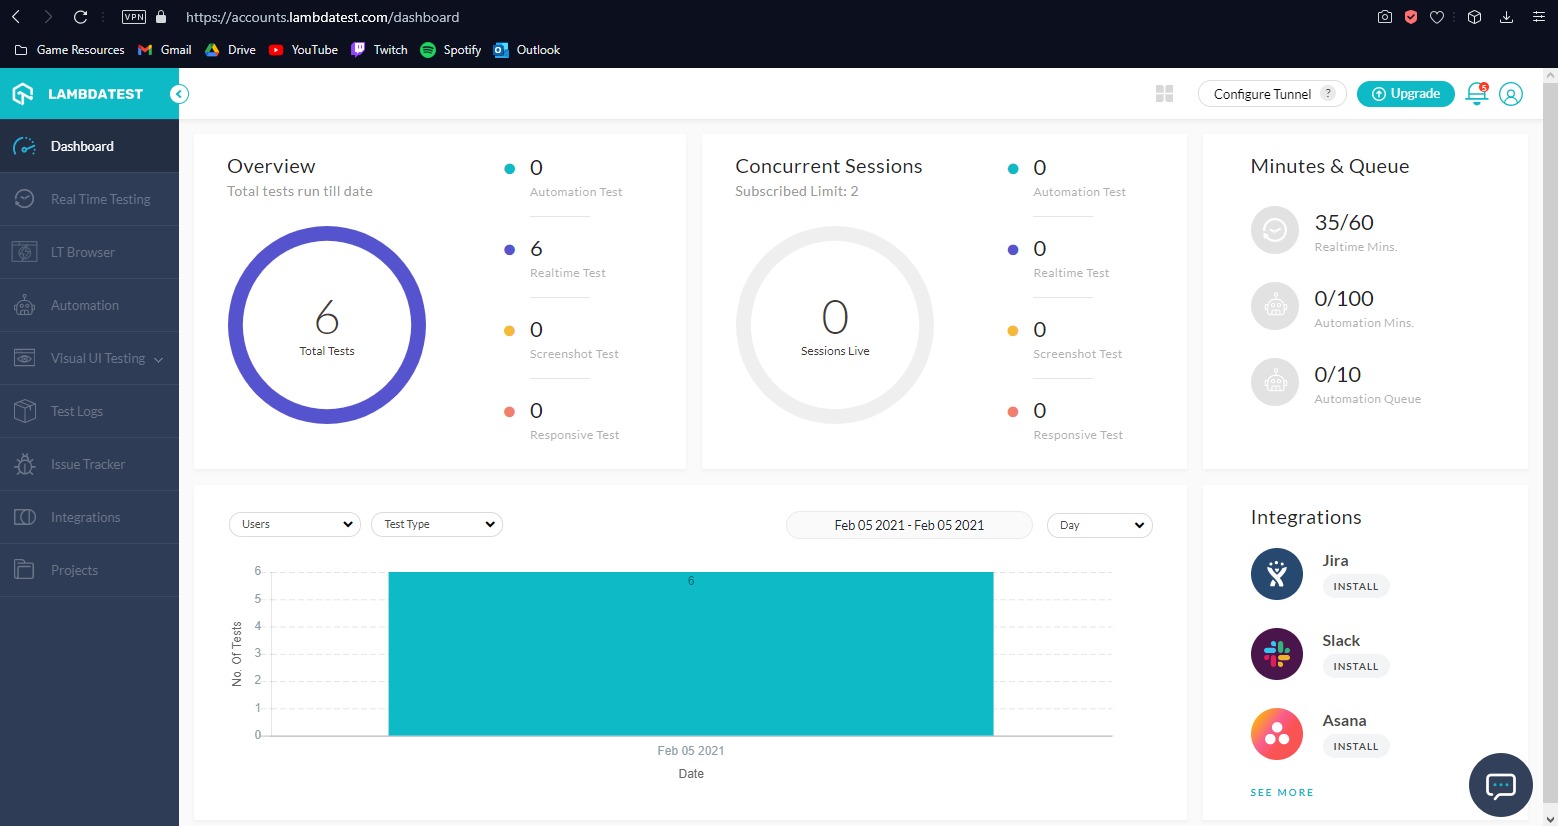 VPN
https://accounts.lambdatest.com/dashboard
Game Resources
Gmail
Drive
YouTube
Twitch
Spotify
Outlook
LAMBDATEST
Configure Tunnel ?
Upgrade
5
Dashboard
Real Time Testing
LT Browser
Automation
Visual UI Testing
Test Logs
Issue Tracker
Integrations
Projects
Overview
Total tests run till date
6
Total Tests
0
Automation Test
6
Realtime Test
0
Screenshot Test
0
Responsive Test
Concurrent Sessions
Subscribed Limit: 2
0
Sessions Live
0
Automation Test
0
Realtime Test
0
Screenshot Test
0
Responsive Test
Minutes & Queue
35/60
Realtime Mins.
0/100
Automation Mins.
0/10
Automation Queue
Users
Test Type
Feb 05 2021 - Feb 05 2021
Day
No. Of Tests
6
5
4
3
2
1
0
6
Feb 05 2021
Date
Integrations
Jira
INSTALL
Slack
INSTALL
Asana
INSTALL
SEE MORE